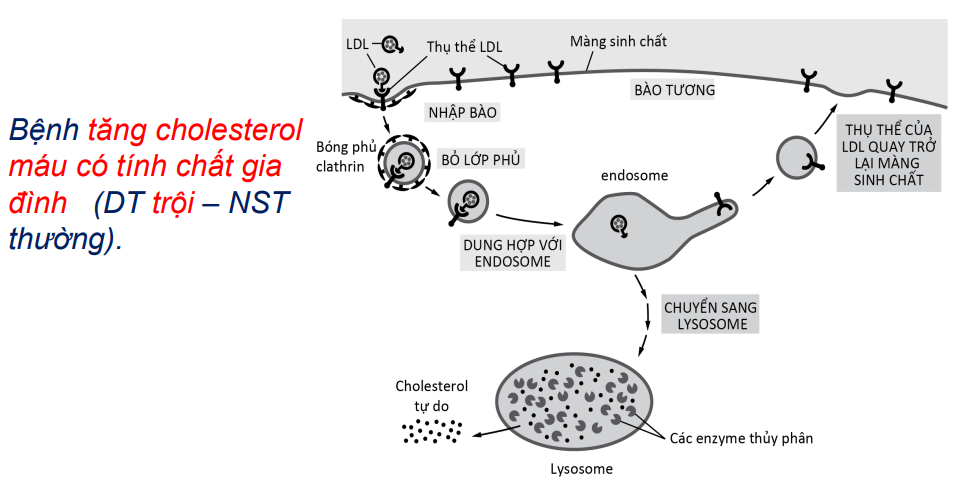 Bệnh tăng cholesterol
máu có tính chất gia
đình (DT trội – NST
thường).
LDL
Thụ thể LDL
Màng sinh chất
NHẬP BÀO
BÀO TƯƠNG
Bóng phủ
clathrin
BỎ LỚP PHỦ
endosome
THỤ THỂ CỦA
LDL QUAY TRỞ
LẠI MÀNG
SINH CHẤT
DUNG HỢP VỚI
ENDOSOME
CHUYỂN SANG
LYSOSOME
Cholesterol
tự do
Các enzyme thủy phân
Lysosome